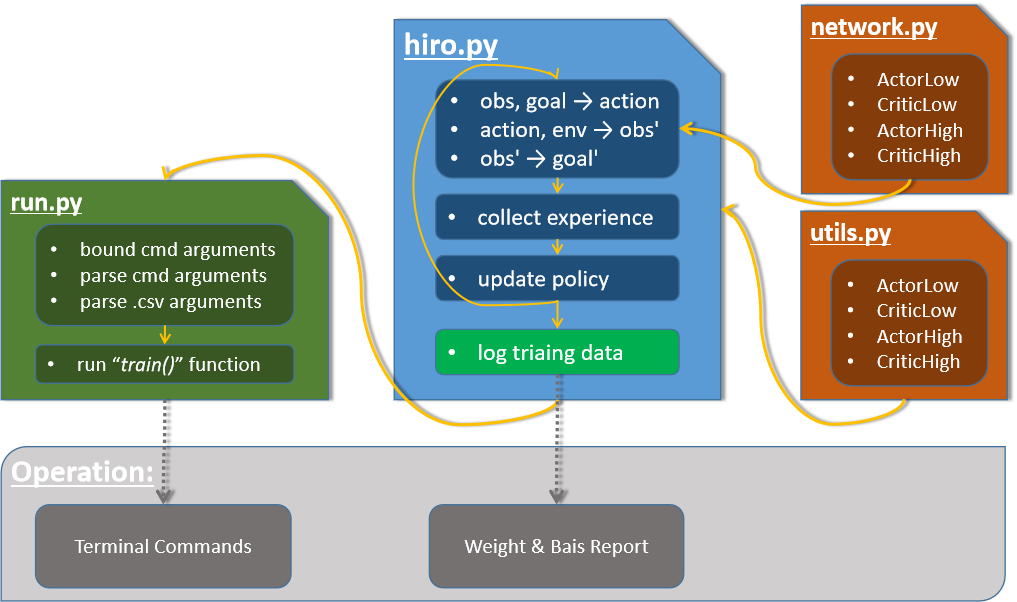 run.py
• bound cmd arguments
• parse cmd arguments
• parse .csv arguments
• run “train()” function
hiro.py
• obs, goal → action
• action, env → obs'
• obs' → goal'
• collect experience
• update policy
• log triaing data
network.py
• ActorLow
• CriticLow
• ActorHigh
• CriticHigh
utils.py
• ActorLow
• CriticLow
• ActorHigh
• CriticHigh
Operation:
Terminal Commands
Weight & Bais Report